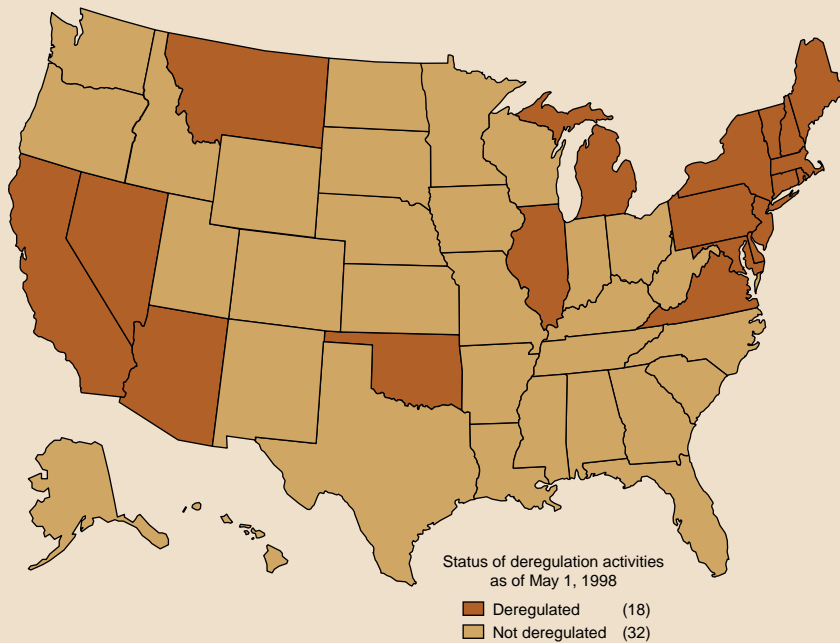 Status of deregulation activities
as of May 1, 1998
Deregulated (18)
Not deregulated (32)